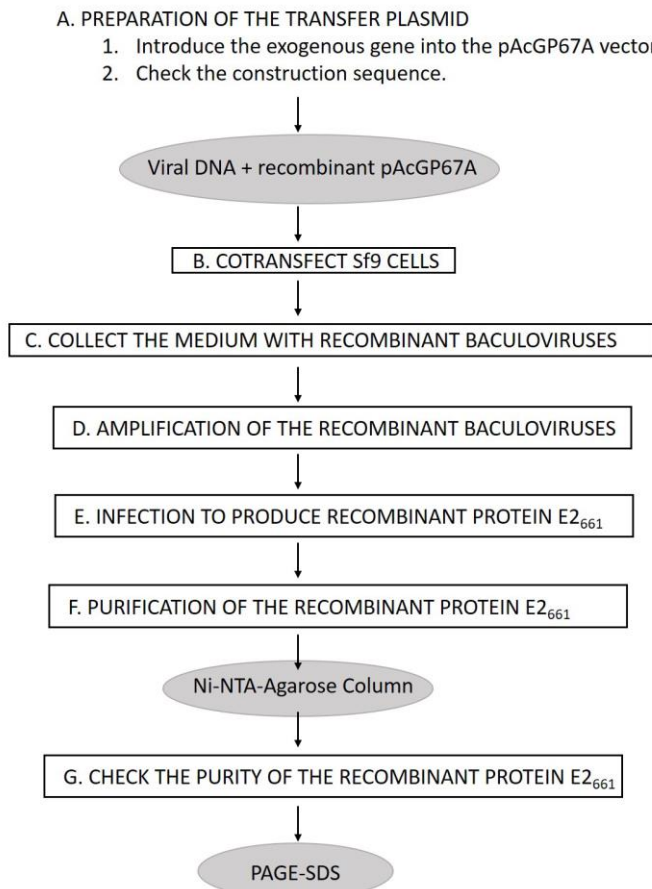 A. PREPARATION OF THE TRANSFER PLASMID
1. Introduce the exogenous gene into the pAcGP67A vector
2. Check the construction sequence.
Viral DNA + recombinant pAcGP67A
B. COTRANSFECT Sf9 CELLS
C. COLLECT THE MEDIUM WITH RECOMBINANT BACULOVIRUSES
D. AMPLIFICATION OF THE RECOMBINANT BACULOVIRUSES
E. INFECTION TO PRODUCE RECOMBINANT PROTEIN E2₆₆₁
F. PURIFICATION OF THE RECOMBINANT PROTEIN E2₆₆₁
Ni-NTA-Agarose Column
G. CHECK THE PURITY OF THE RECOMBINANT PROTEIN E2₆₆₁
PAGE-SDS